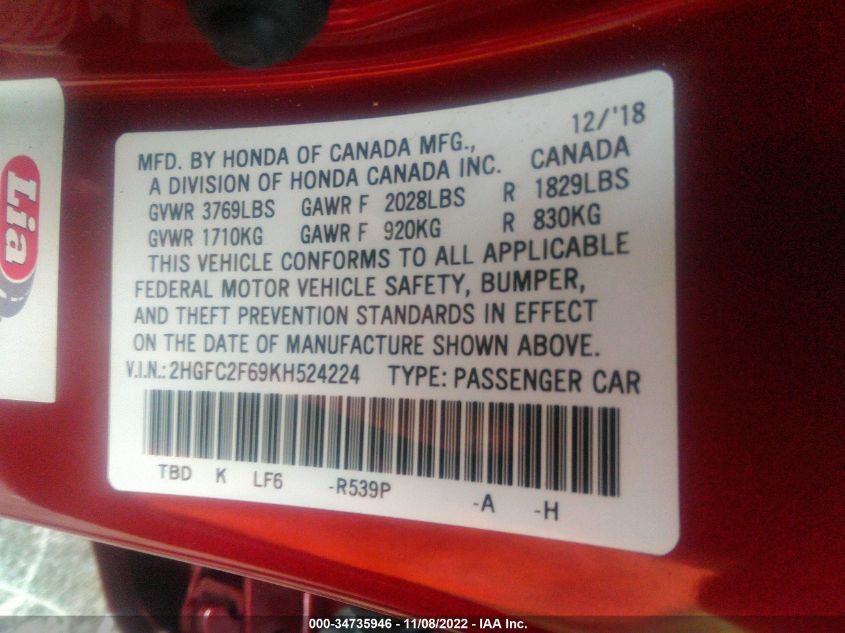 Lia
12/'18
MFD. BY HONDA OF CANADA MFG.,
A DIVISION OF HONDA CANADA INC. CANADA
GVWR 3769LBS GAWR F 2028LBS R 1829LBS
GVWR 1710KG GAWR F 920KG R 830KG
THIS VEHICLE CONFORMS TO ALL APPLICABLE
FEDERAL MOTOR VEHICLE SAFETY, BUMPER,
AND THEFT PREVENTION STANDARDS IN EFFECT
ON THE DATE OF MANUFACTURE SHOWN ABOVE.
V.I.N.: 2HGFC2F69KH524224 TYPE: PASSENGER CAR
TBD K LF6 -R539P -A -H
000-34735946 - 11/08/2022 - IAA Inc.